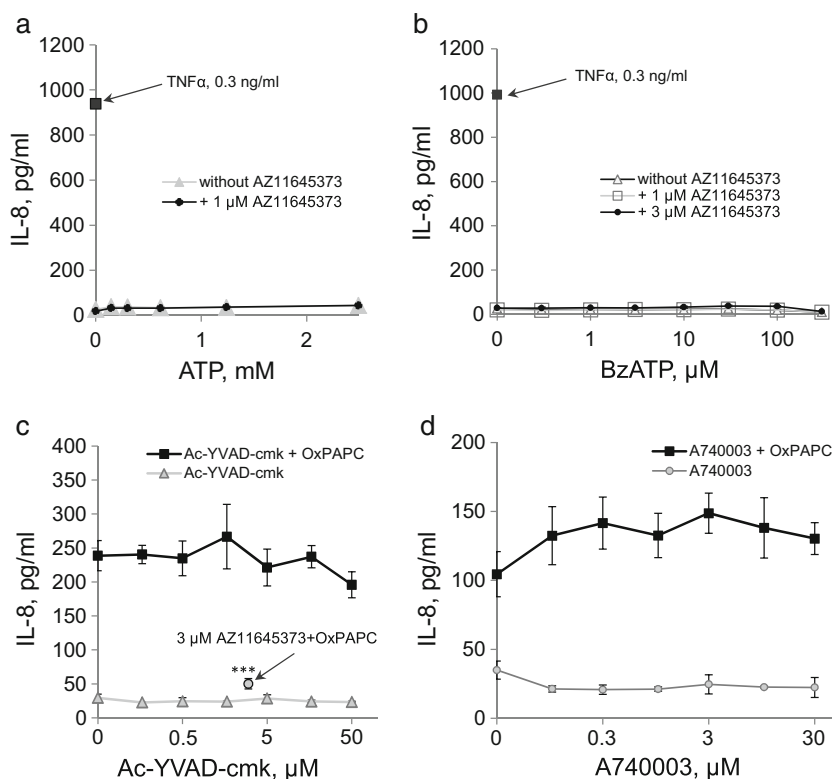 a
1200
1000
800
600
400
200
0
IL-8, pg/ml
TNFα, 0.3 ng/ml
without AZ11645373
+ 1 µM AZ11645373
0 1 2
ATP, mM
b
1200
1000
800
600
400
200
0
IL-8, pg/ml
TNFα, 0.3 ng/ml
without AZ11645373
+ 1 µM AZ11645373
+ 3 µM AZ11645373
0 1 10 100
BzATP, µM
c
400
350
300
250
200
150
100
50
0
IL-8, pg/ml
Ac-YVAD-cmk + OxPAPC
Ac-YVAD-cmk
3 µM AZ11645373+OxPAPC
***
0 0.5 5 50
Ac-YVAD-cmk, µM
d
200
150
100
50
0
IL-8, pg/ml
A740003 + OxPAPC
A740003
0 0.3 3 30
A740003, µM